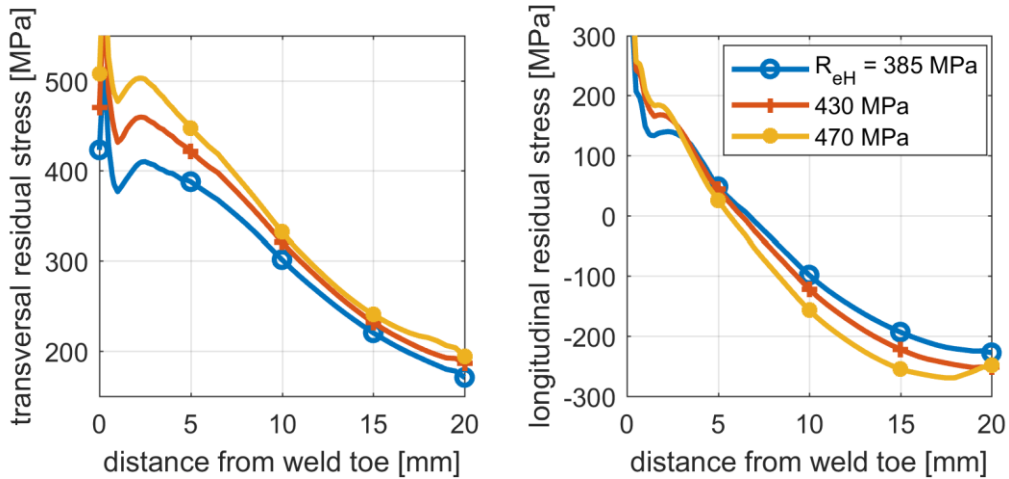 transversal residual stress [MPa]
500
400
300
200
0 5 10 15 20
distance from weld toe [mm]
longitudinal residual stress [MPa]
300
200
100
0
-100
-200
-300
0 5 10 15 20
distance from weld toe [mm]
R_eH = 385 MPa
430 MPa
470 MPa